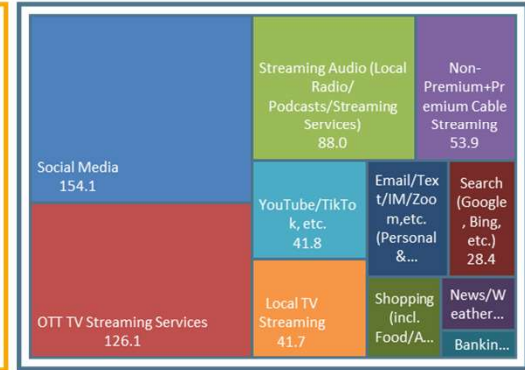 Social Media
154.1
OTT TV Streaming Services
126.1
Streaming Audio (Local
Radio/
Podcasts/Streaming
Services)
88.0
Non-
Premium+Pr
emium Cable
Streaming
53.9
YouTube/TikTo
k, etc.
41.8
Local TV
Streaming
41.7
Email/Tex
t/IM/Zoo
m,etc.
(Personal
&...
Search
(Google
, Bing,
etc.)
28.4
Shopping
(incl.
Food/A...
News/W
eather...
Bankin...